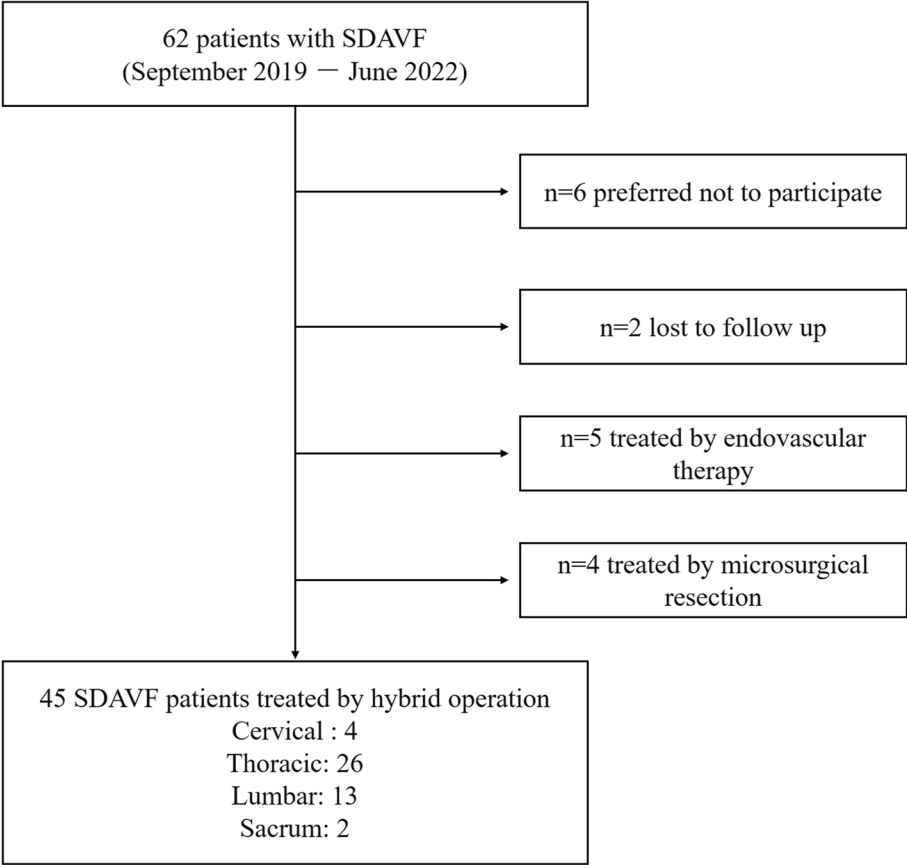 62 patients with SDAVF
(September 2019 － June 2022)
n=6 preferred not to participate
n=2 lost to follow up
n=5 treated by endovascular
therapy
n=4 treated by microsurgical
resection
45 SDAVF patients treated by hybrid operation
Cervical : 4
Thoracic: 26
Lumbar: 13
Sacrum: 2